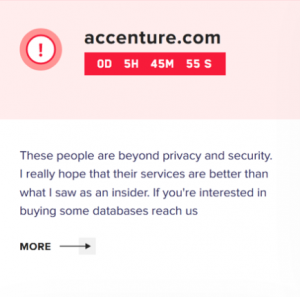 !
accenture.com
0D 5H 45M 55 S
These people are beyond privacy and security.
I really hope that their services are better than
what I saw as an insider. If you're interested in
buying some databases reach us
MORE